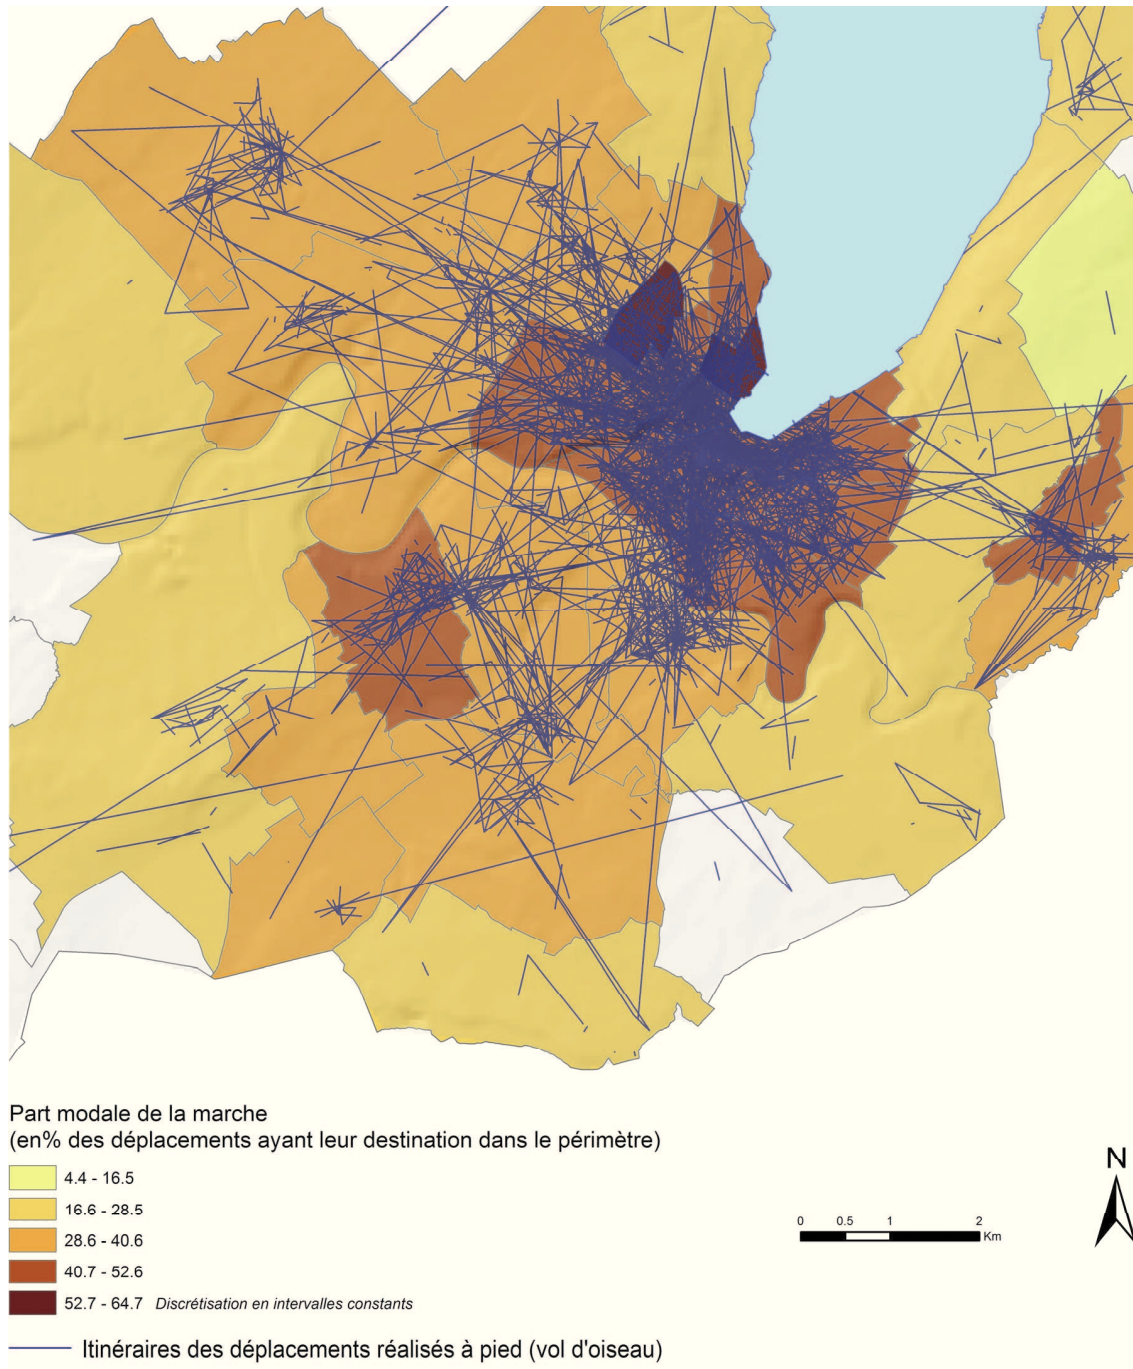 Part modale de la marche
(en% des déplacements ayant leur destination dans le périmètre)
4.4 - 16.5
16.6 - 28.5
28.6 - 40.6
40.7 - 52.6
52.7 - 64.7 Discrétisation en intervalles constants
Itinéraires des déplacements réalisés à pied (vol d'oiseau)
0 0.5 1 2
Km
N